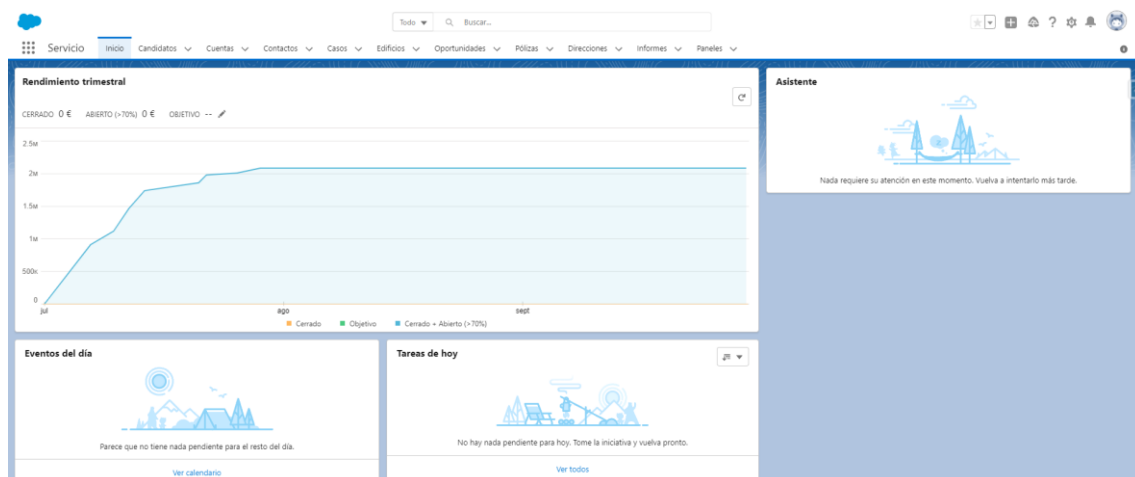 Todo
Buscar...
Servicio Inicio Candidatos Cuentas Contactos Casos Edificios Oportunidades Pólizas Direcciones Informes Paneles
Rendimiento trimestral
CERRADO 0 € ABIERTO (>70%) 0 € OBJETIVO --
2.5M
2M
1.5M
1M
500K
0
jul ago sept
Cerrado Objetivo Cerrado + Abierto (>70%)
Asistente
Nada requiere su atención en este momento. Vuelva a intentarlo más tarde.
Eventos del día
Parece que no tiene nada pendiente para el resto del día.
Ver calendario
Tareas de hoy
No hay nada pendiente para hoy. Tome la iniciativa y vuelva pronto.
Ver todos